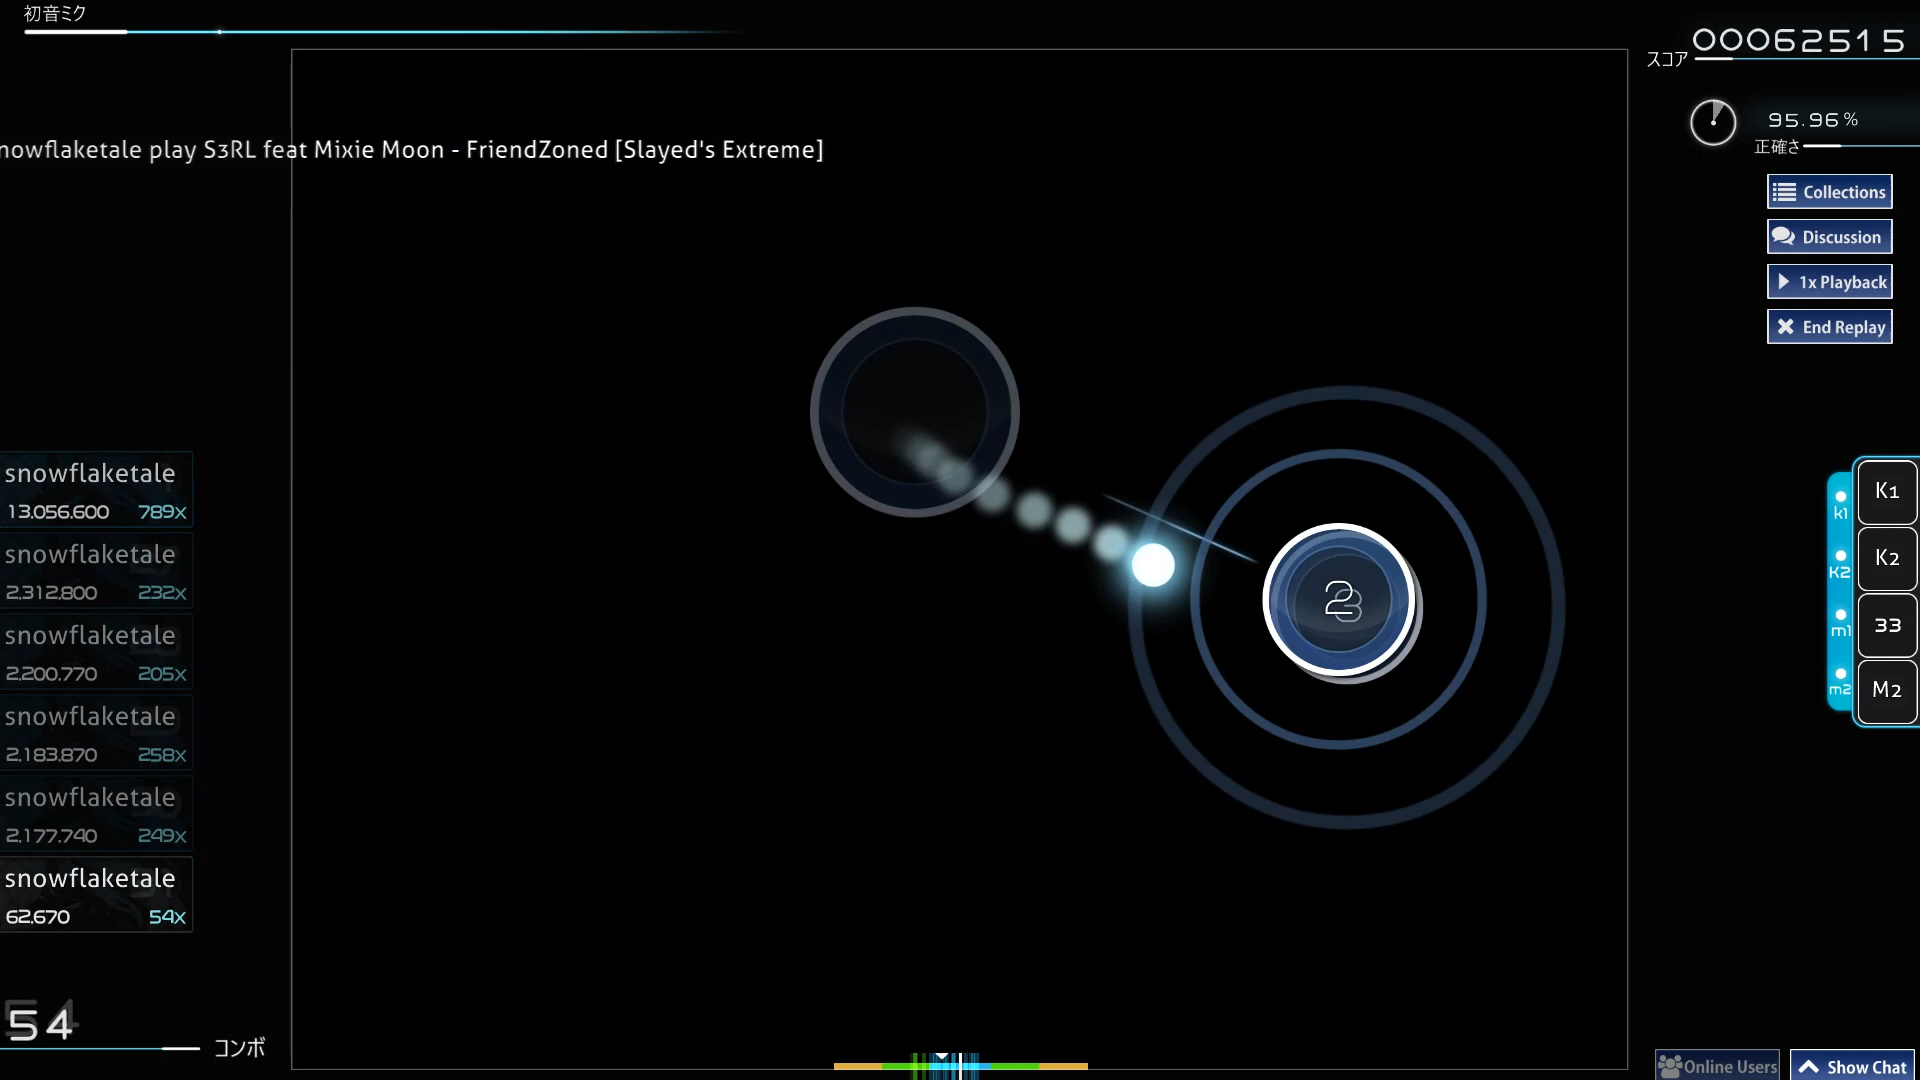 初音ミク
00062515
スコア
95.96%
正確さ
nowflaketale play S3RL feat Mixie Moon - FriendZoned [Slayed's Extreme]
Collections
Discussion
1x Playback
End Replay
snowflaketale
13.056.600 789x
snowflaketale
2.312.800 232x
snowflaketale
2.200.770 205x
snowflaketale
2.183.870 258x
snowflaketale
2.177.740 249x
snowflaketale
62.670 54x
2
3
k1 K1
K2 K2
m1 33
m2 M2
54
コンボ
Online Users
Show Chat